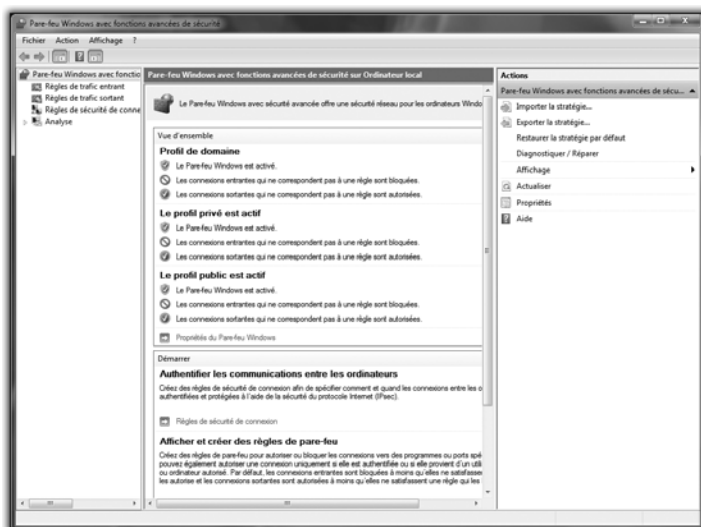 Pare-feu Windows avec fonctions avancées de sécurité
Fichier Action Affichage ?
Pare-feu Windows avec fonctio
Règles de trafic entrant
Règles de trafic sortant
Règles de sécurité de conne
Analyse
Pare-feu Windows avec fonctions avancées de sécurité sur Ordinateur local
Le Pare-feu Windows avec sécurité avancée offre une sécurité réseau pour les ordinateurs Windo
Vue d'ensemble
Profil de domaine
Le Pare-feu Windows est activé.
Les connexions entrantes qui ne correspondent pas à une règle sont bloquées.
Les connexions sortantes qui ne correspondent pas à une règle sont autorisées.
Le profil privé est actif
Le Pare-feu Windows est activé.
Les connexions entrantes qui ne correspondent pas à une règle sont bloquées.
Les connexions sortantes qui ne correspondent pas à une règle sont autorisées.
Le profil public est actif
Le Pare-feu Windows est activé.
Les connexions entrantes qui ne correspondent pas à une règle sont bloquées.
Les connexions sortantes qui ne correspondent pas à une règle sont autorisées.
Propriétés du Pare-feu Windows
Démarrer
Authentifier les communications entre les ordinateurs
Créez des règles de sécurité de connexion afin de spécifier comment et quand les connexions entre les o
authentifiées et protégées à l'aide de la sécurité du protocole Internet (IPsec).
Règles de sécurité de connexion
Afficher et créer des règles de pare-feu
Créez des règles de pare-feu pour autoriser ou bloquer les connexions vers des programmes ou ports spé
pouvez également autoriser une connexion uniquement si elle est authentifiée ou si elle provient d'un utili
ou ordinateur autorisé. Par défaut, les connexions entrantes sont bloquées à moins qu'elles ne satisfassen
les autorise et les connexions sortantes sont autorisées à moins qu'elles ne satisfassent une règle qui les
Actions
Pare-feu Windows avec fonctions avancées de sécu...
Importer la stratégie...
Exporter la stratégie...
Restaurer la stratégie par défaut
Diagnostiquer / Réparer
Affichage
Actualiser
Propriétés
Aide